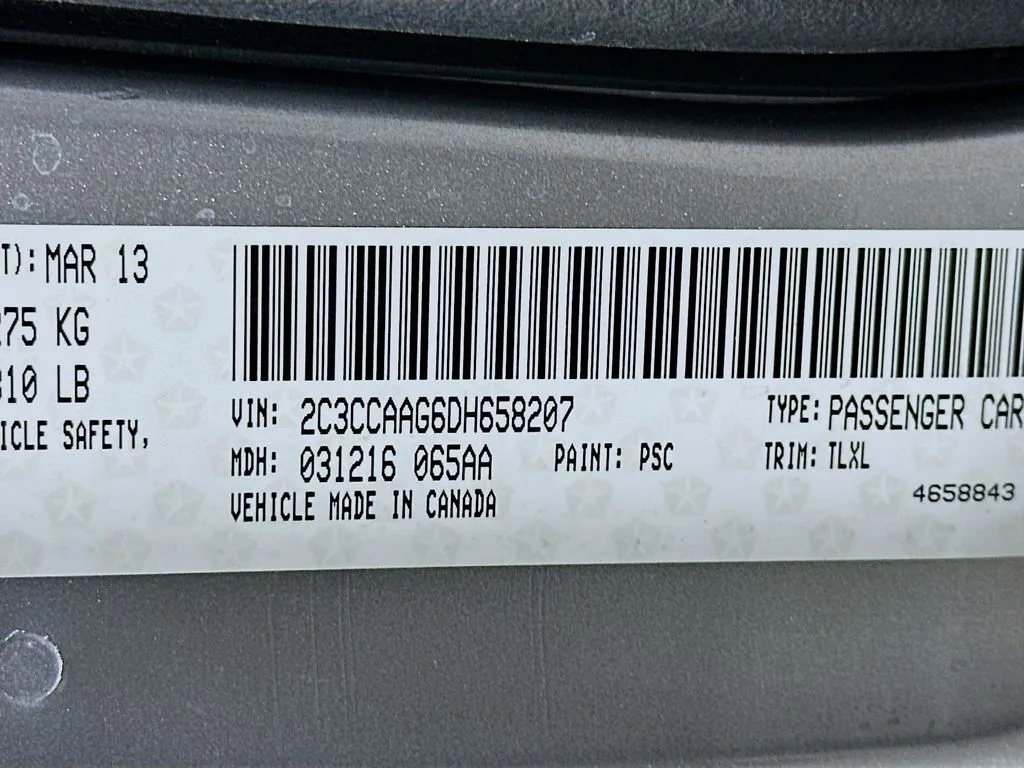 T): MAR 13
275 KG
310 LB
ICLE SAFETY,
VIN: 2C3CCAAG6DH658207
TYPE: PASSENGER CAR
MDH: 031216 065AA
PAINT: PSC
TRIM: TLXL
VEHICLE MADE IN CANADA
4658843